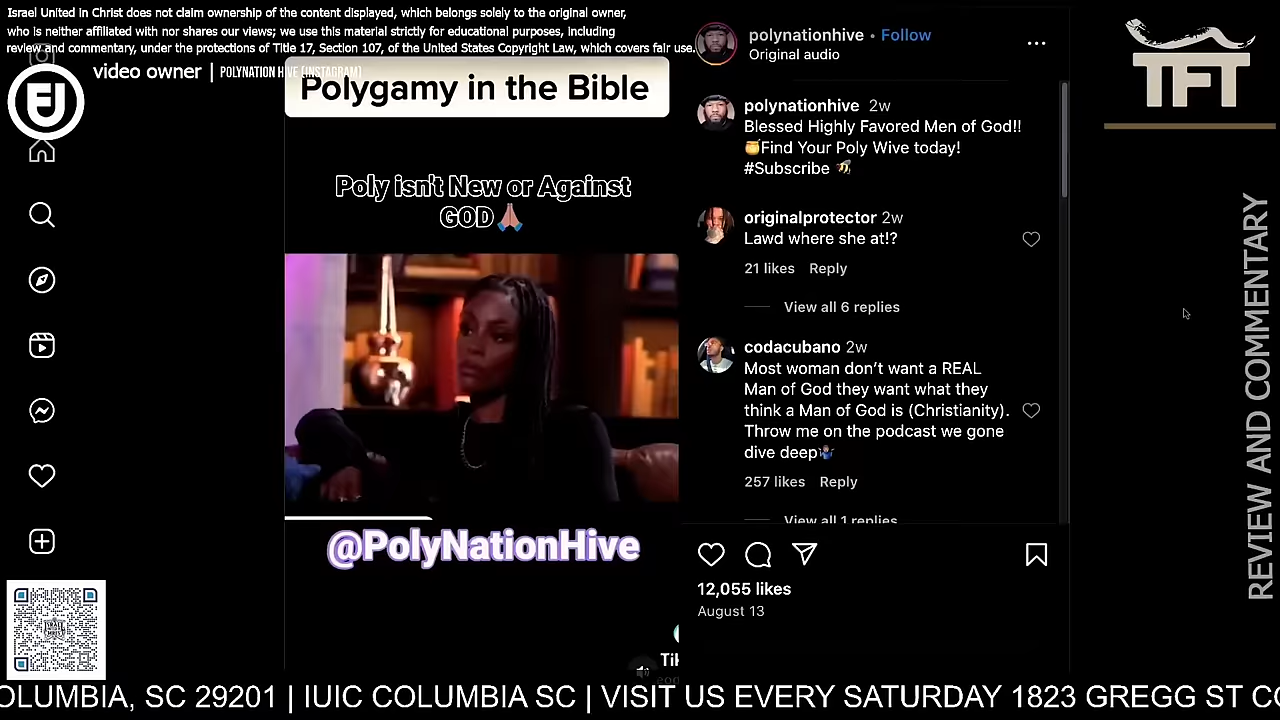 Israel United in Christ does not claim ownership of the content displayed, which belongs solely to the original owner,
who is neither affiliated with nor shares our views; we use this material strictly for educational purposes, including
review and commentary, under the protections of Title 17, Section 107, of the United States Copyright Law, which covers fair use.
video owner | POLYNATION HIVE (INSTAGRAM)
Polygamy in the Bible
Poly isn't New or Against
GOD🙏
@PolyNationHive
polynationhive • Follow
Original audio
polynationhive 2w
Blessed Highly Favored Men of God!!
🍯Find Your Poly Wive today!
#Subscribe 🐝
originalprotector 2w
Lawd where she at!?
21 likes Reply
View all 6 replies
codacubano 2w
Most woman don’t want a REAL
Man of God they want what they
think a Man of God is (Christianity).
Throw me on the podcast we gone
dive deep
257 likes Reply
View all 1 replies
12,055 likes
August 13
TFT
REVIEW AND COMMENTARY
OLUMBIA, SC 29201 | IUIC COLUMBIA SC | VISIT US EVERY SATURDAY 1823 GREGG ST CO